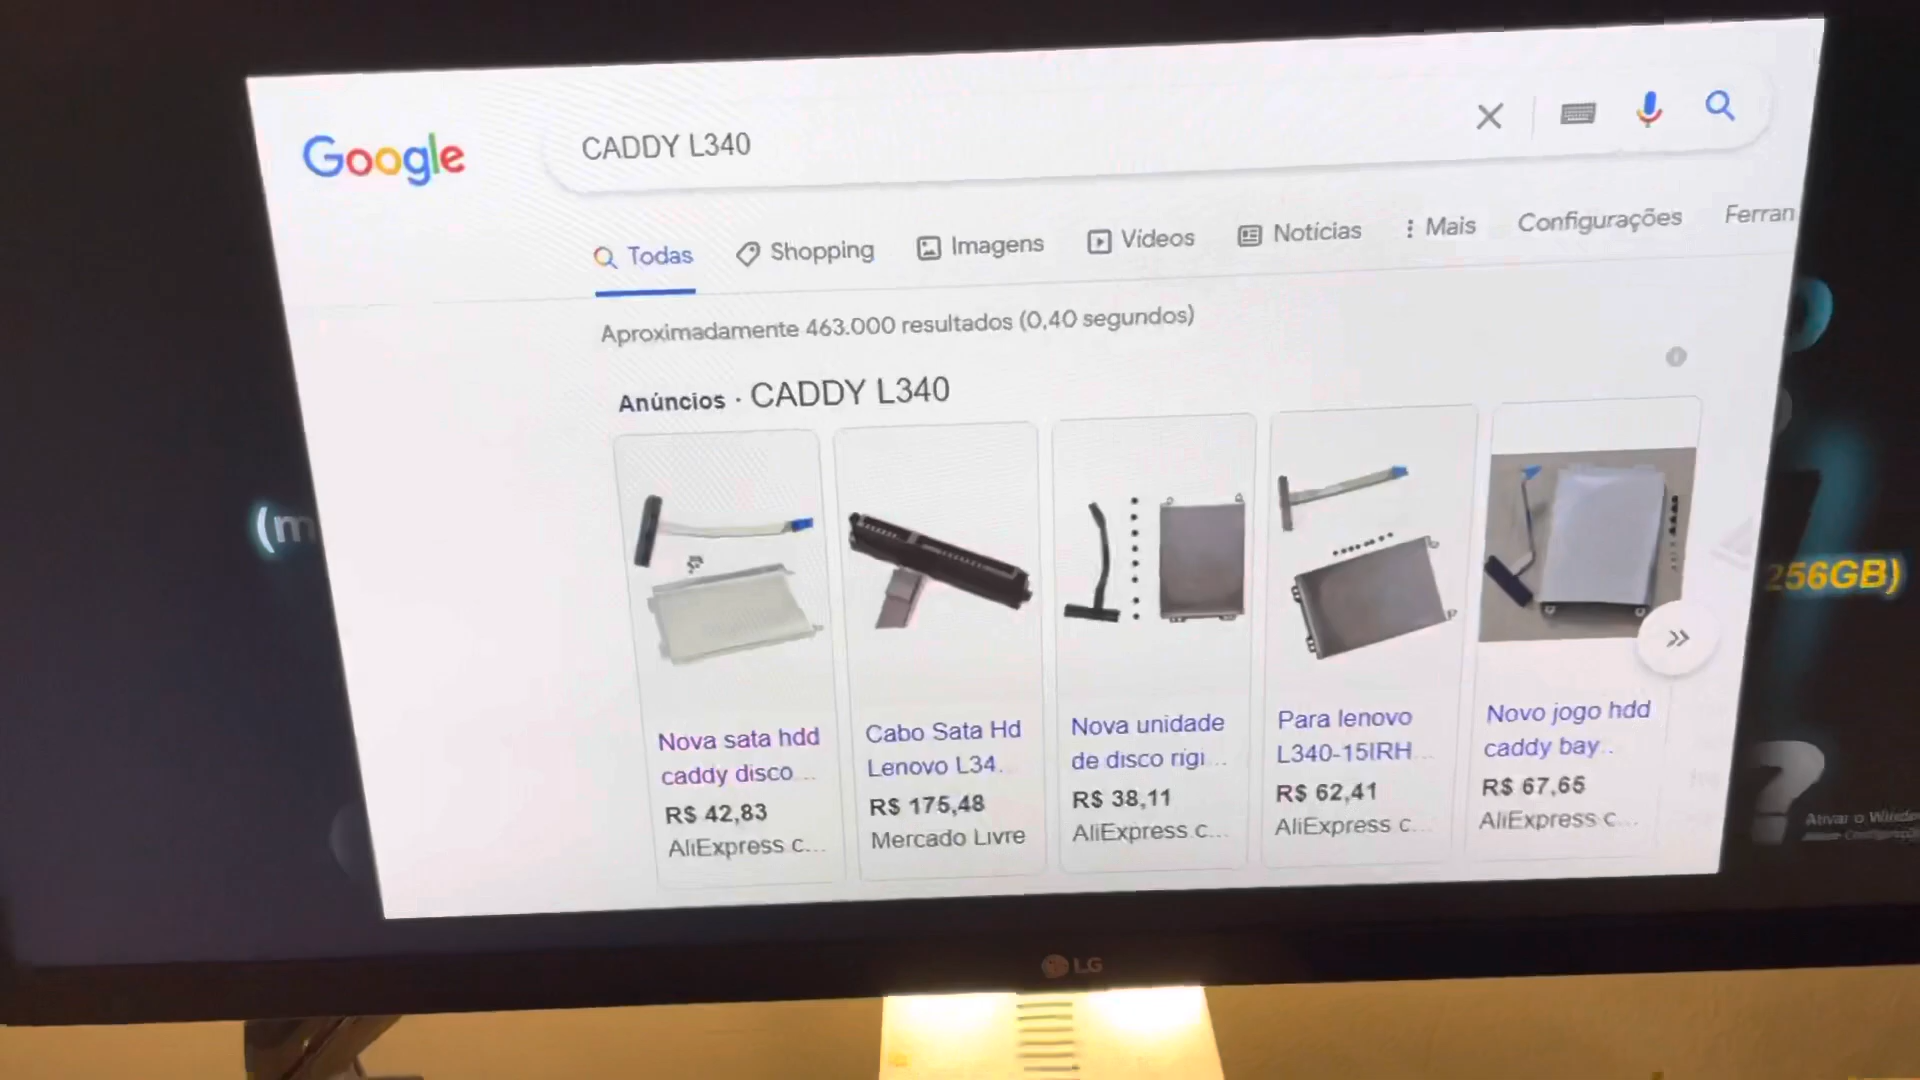 Google
CADDY L340
Todas
Shopping
Imagens
Vídeos
Notícias
Mais
Configurações
Ferran
Aproximadamente 463.000 resultados (0,40 segundos)
Anúncios · CADDY L340
Nova sata hdd
caddy disco...
R$ 42,83
AliExpress c...
Cabo Sata Hd
Lenovo L34...
R$ 175,48
Mercado Livre
Nova unidade
de disco rígi...
R$ 38,11
AliExpress c...
Para lenovo
L340-15IRH...
R$ 62,41
AliExpress c...
Novo jogo hdd
caddy bay...
R$ 67,65
AliExpress c...
(m
256GB)
?
Ativar o Windo
LG